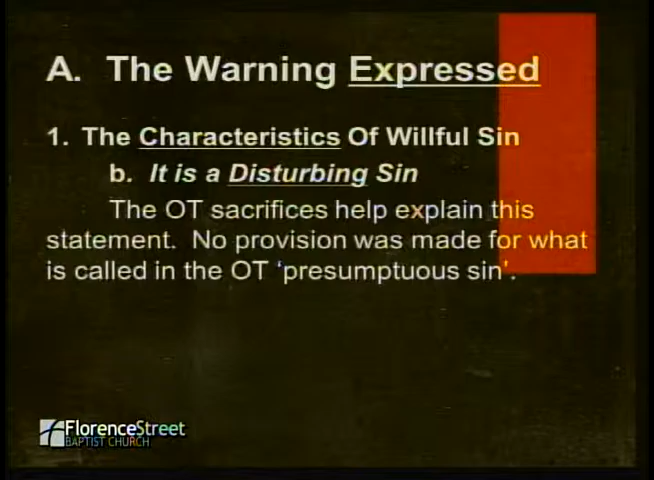 A. The Warning Expressed
1. The Characteristics Of Willful Sin
b. It is a Disturbing Sin
The OT sacrifices help explain this
statement. No provision was made for what
is called in the OT ‘presumptuous sin’.
FlorenceStreet
BAPTIST CHURCH